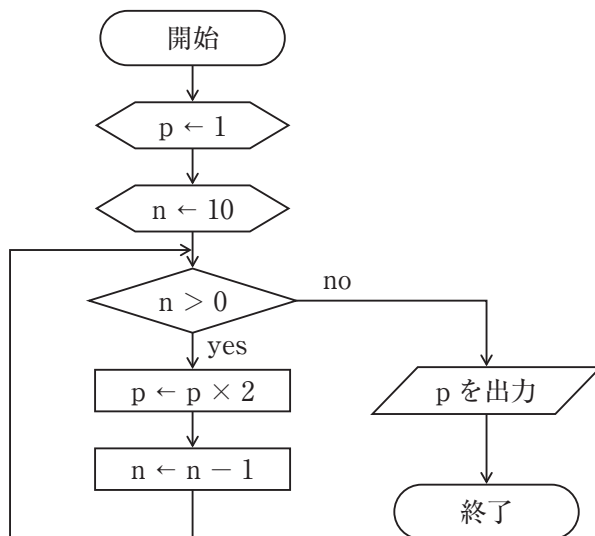 開始
p ← 1
n ← 10
n > 0
no
yes
p ← p × 2
p を出力
n ← n − 1
終了